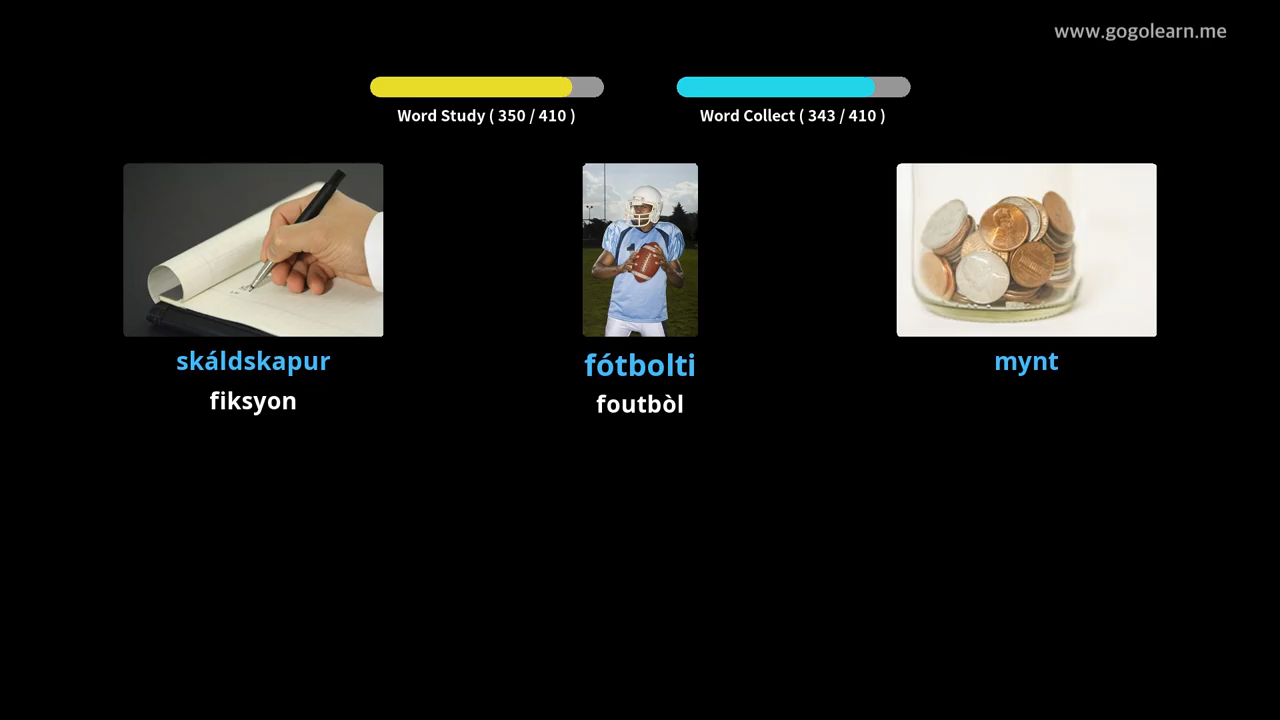 www.gogolearn.me
Word Study ( 350 / 410 )
Word Collect ( 343 / 410 )
skáldskapur
fiksyon
fótbolti
foutbòl
mynt